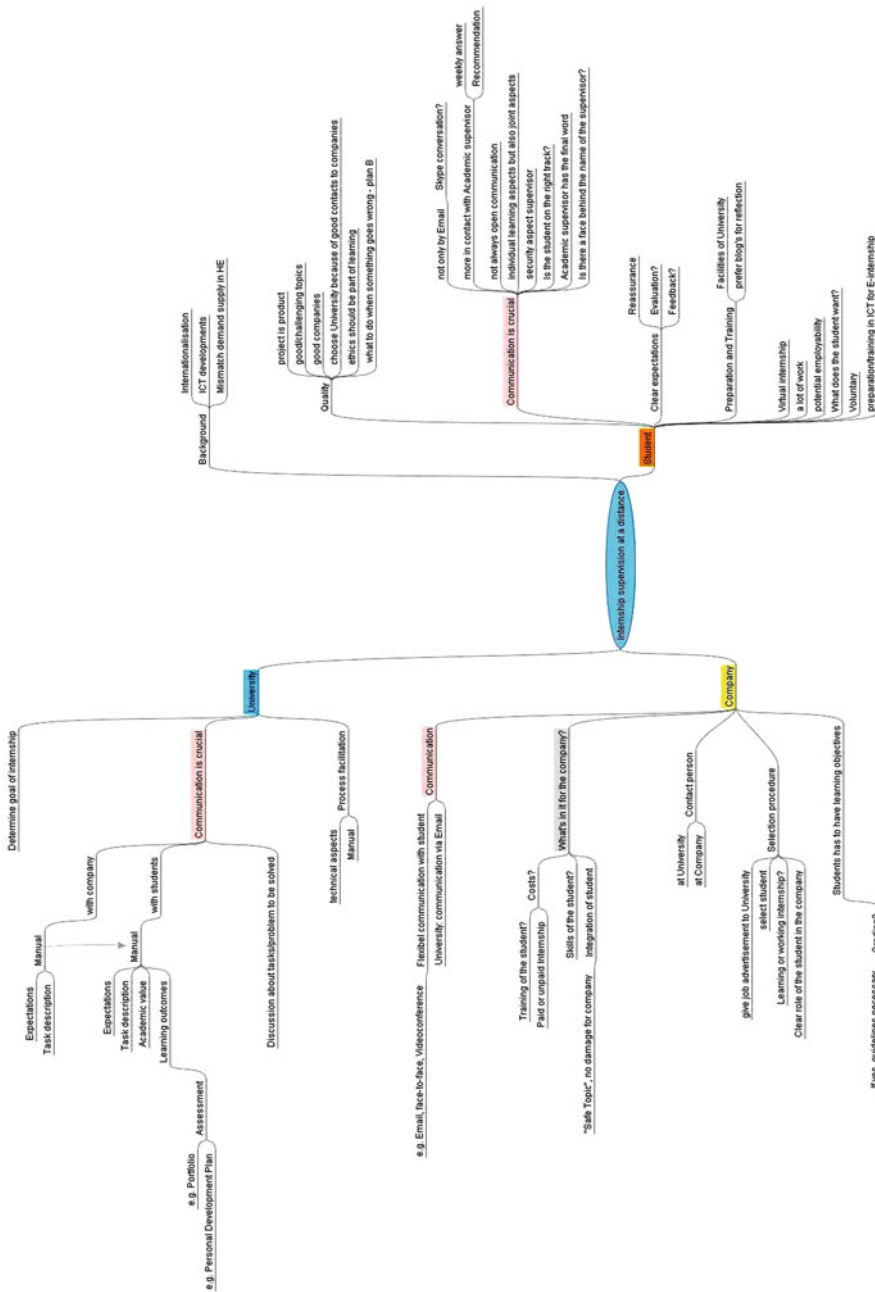 Internship supervision at a distance
University
Determine goal of internship
Communication is crucial
with company
Manual
Expectations
Task description
with students
Manual
Expectations
Task description
Academic value
Learning outcomes
Assessment
e.g. Portfolio
e.g. Personal Development Plan
Discussion about tasks/problem to be solved
Process facilitation
technical aspects
Manual
Company
Communication
Flexibel communication with student
e.g. Email, face-to-face, Videoconference
University: communication via Email
What's in it for the company?
Costs?
Training of the student?
Paid or unpaid Internship
Skills of the student?
Integration of student
"Safe Topic", no damage for company
Contact person
at University
at Company
Selection procedure
give job advertisement to University
select student
Learning or working internship?
Clear role of the student in the company
Students has to have learning objectives
Background
Internationalisation
ICT developments
Mismatch demand supply in HE
Student
Quality
project is product
good/challenging topics
good companies
choose University because of good contacts to companies
ethics should be part of learning
what to do when something goes wrong - plan B
Communication is crucial
not only by Email
Skype conversation?
more in contact with Academic supervisor
weekly answer
Recommendation
not always open communication
individual learning aspects but also joint aspects
security aspect supervisor
Is the student on the right track?
Academic supervisor has the final word
Is there a face behind the name of the supervisor?
Clear expectations
Reassurance
Evaluation?
Feedback?
Preparation and Training
Facilities of University
prefer blog's for reflection
Virtual internship
a lot of work
potential employability
What does the student want?
Voluntary
preparation/training in ICT for E-internship